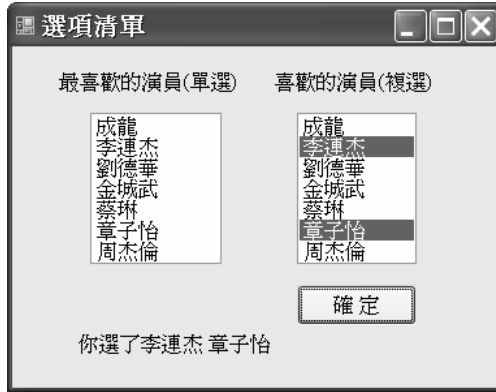 選項清單
最喜歡的演員(單選)
喜歡的演員(複選)
成龍
李連杰
劉德華
金城武
蔡琳
章子怡
周杰倫
成龍
李連杰
劉德華
金城武
蔡琳
章子怡
周杰倫
確定
你選了李連杰 章子怡